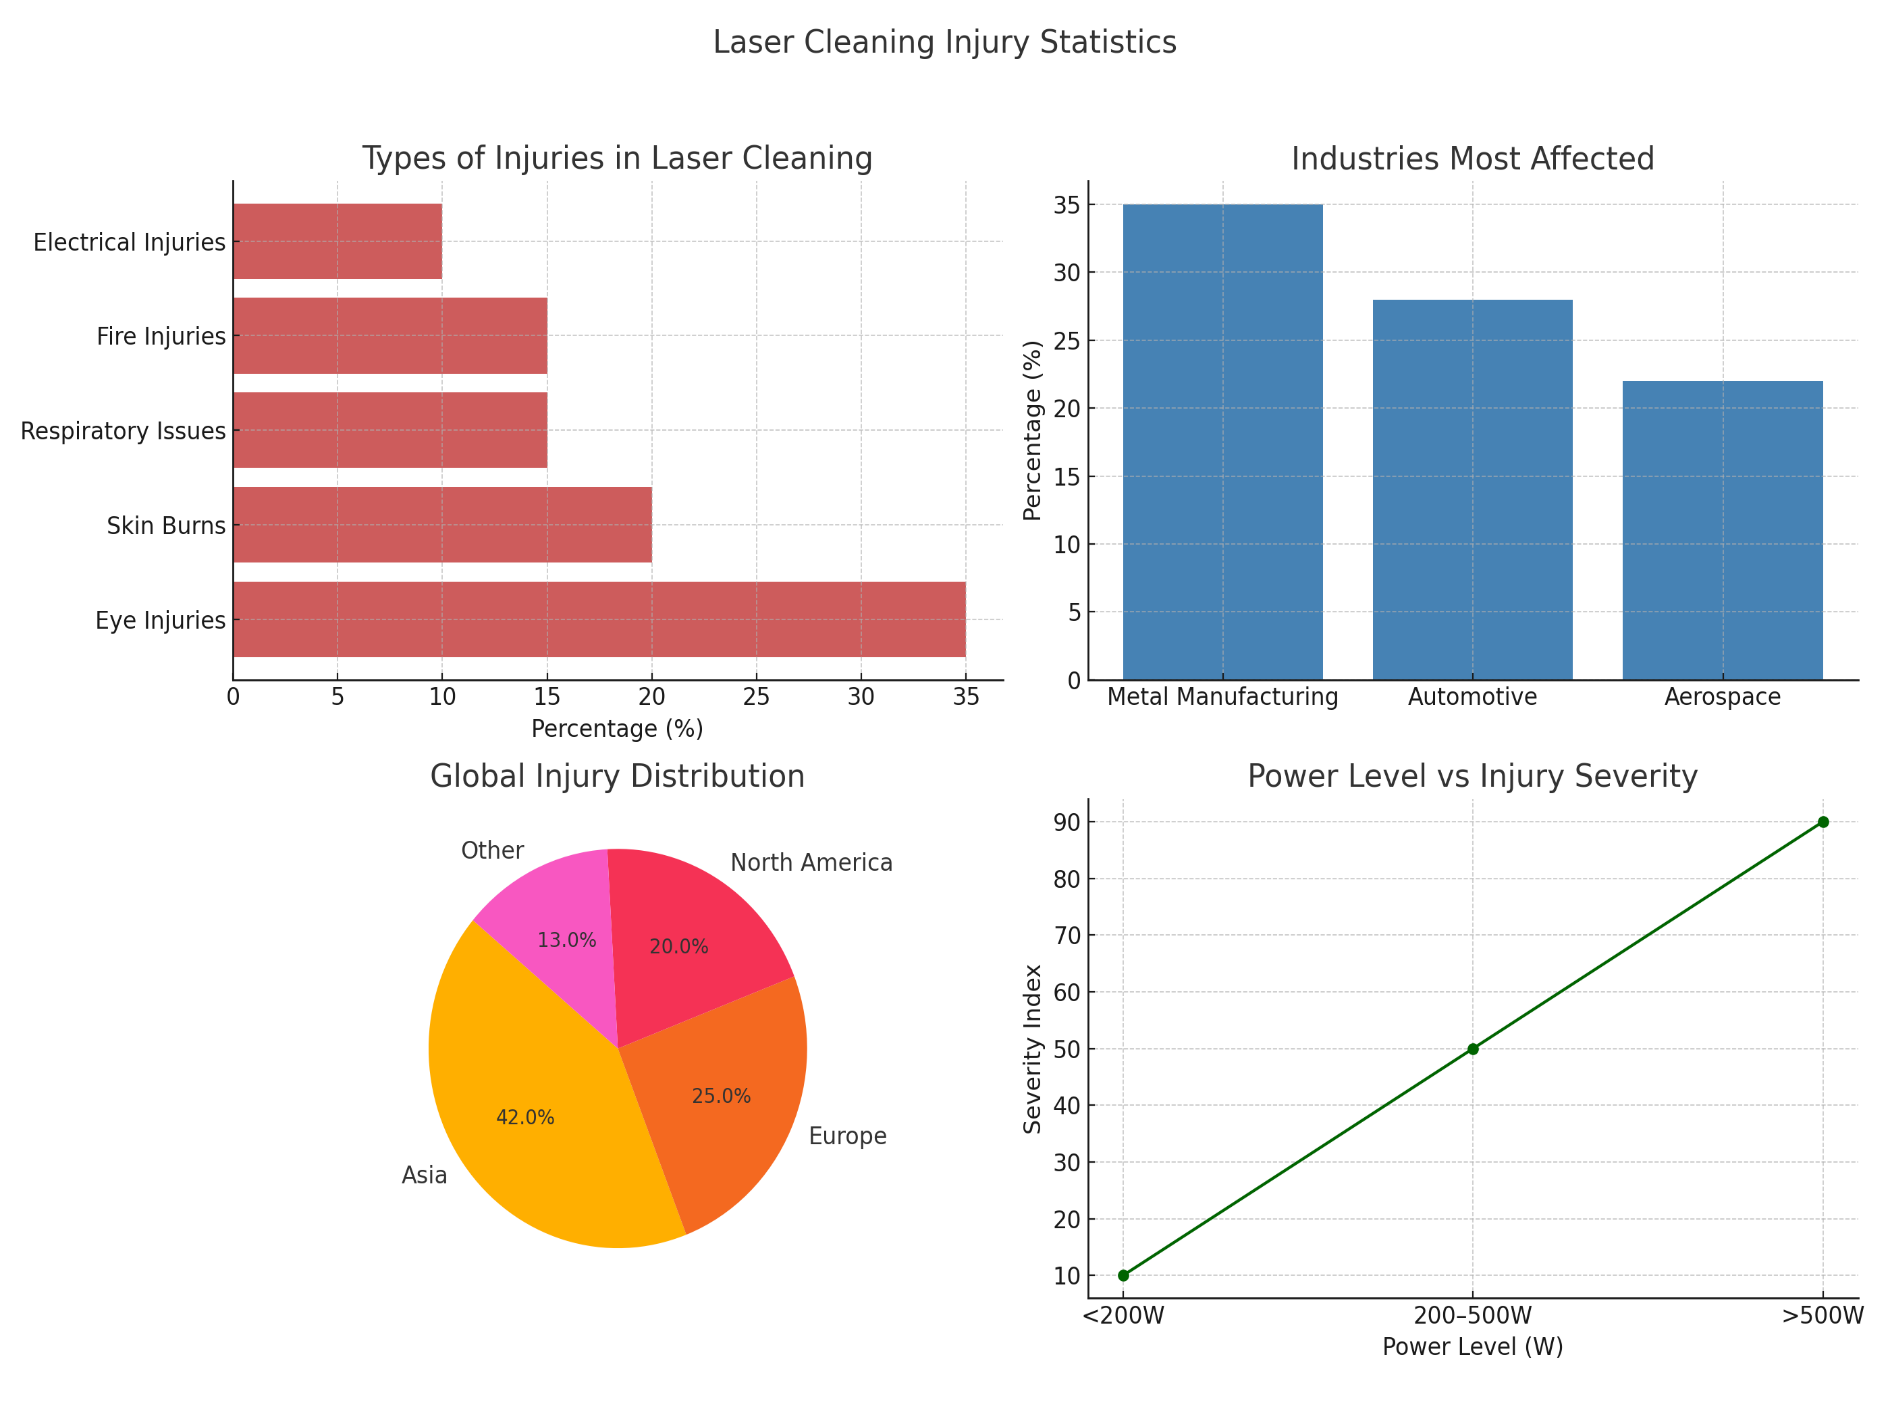 Laser Cleaning Injury Statistics
Types of Injuries in Laser Cleaning
Electrical Injuries
Fire Injuries
Respiratory Issues
Skin Burns
Eye Injuries
0 5 10 15 20 25 30 35
Percentage (%)
Industries Most Affected
Percentage (%)
35
30
25
20
15
10
5
0
Metal Manufacturing Automotive Aerospace
Global Injury Distribution
Other
North America
13.0%
20.0%
25.0%
42.0%
Europe
Asia
Power Level vs Injury Severity
Severity Index
90
80
70
60
50
40
30
20
10
<200W 200–500W >500W
Power Level (W)